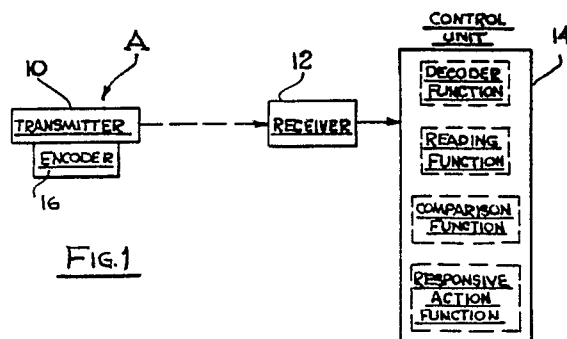 CONTROL
UNIT
14
A
10
12
TRANSMITTER
RECEIVER
ENCODER
16
DECODER
FUNCTION
READING
FUNCTION
COMPARISON
FUNCTION
RESPONSIVE
ACTION
FUNCTION
FIG.1